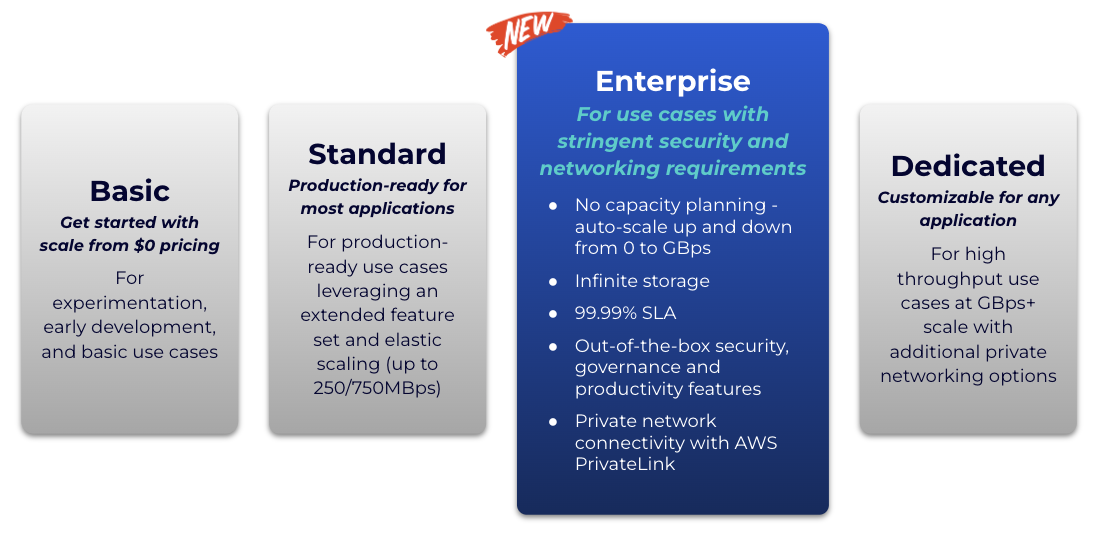 NEW
Basic
Get started with
scale from $0 pricing
For
experimentation,
early development,
and basic use cases
Standard
Production-ready for
most applications
For production-
ready use cases
leveraging an
extended feature
set and elastic
scaling (up to
250/750MBps)
Enterprise
For use cases with
stringent security and
networking requirements
● No capacity planning -
auto-scale up and down
from 0 to GBps
● Infinite storage
● 99.99% SLA
● Out-of-the-box security,
governance and
productivity features
● Private network
connectivity with AWS
PrivateLink
Dedicated
Customizable for any
application
For high
throughput use
cases at GBps+
scale with
additional private
networking options